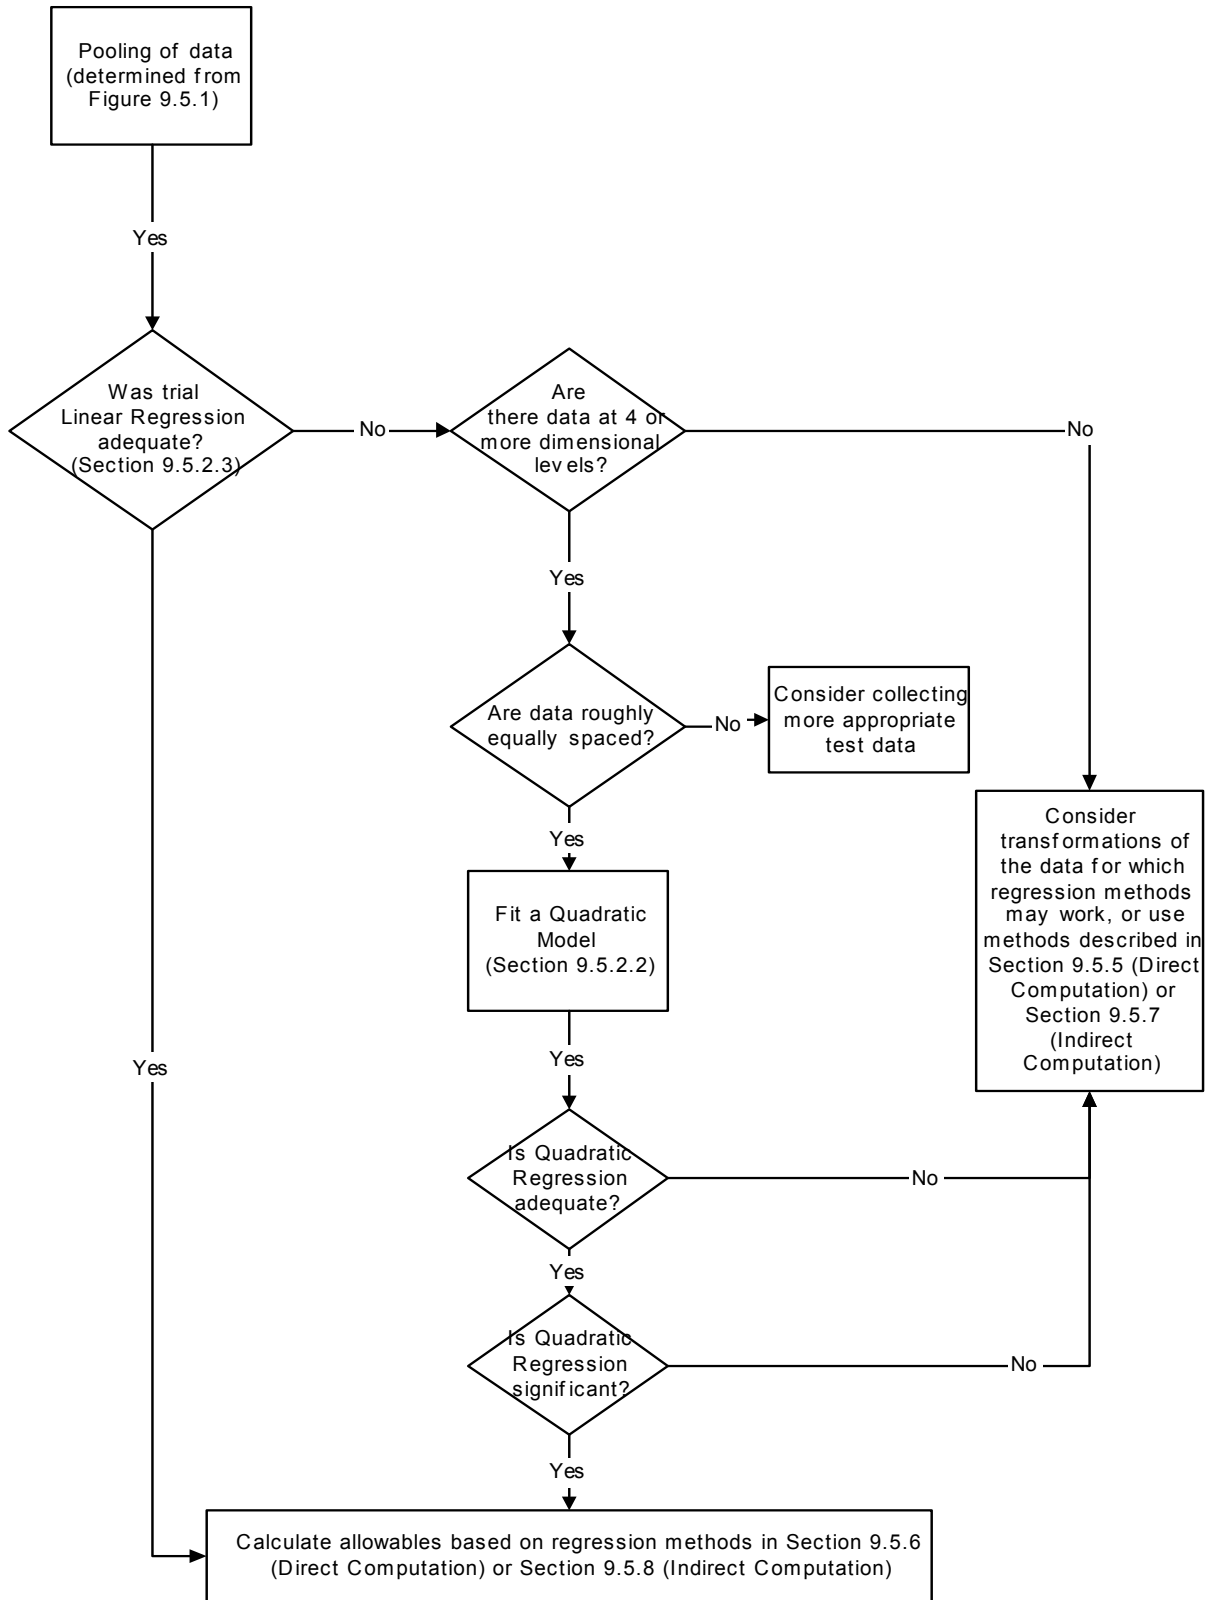 Pooling of data
(determined from
Figure 9.5.1)
Yes
Was trial
Linear Regression
adequate?
(Section 9.5.2.3)
No
Are
there data at 4 or
more dimensional
levels?
No
Yes
Are data roughly
equally spaced?
No
Consider collecting
more appropriate
test data
Yes
Consider
transformations of
the data for which
regression methods
may work, or use
methods described in
Section 9.5.5 (Direct
Computation) or
Section 9.5.7
(Indirect
Computation)
Fit a Quadratic
Model
(Section 9.5.2.2)
Yes
Yes
Is Quadratic
Regression
adequate?
No
Yes
Is Quadratic
Regression
significant?
No
Yes
Calculate allowables based on regression methods in Section 9.5.6
(Direct Computation) or Section 9.5.8 (Indirect Computation)